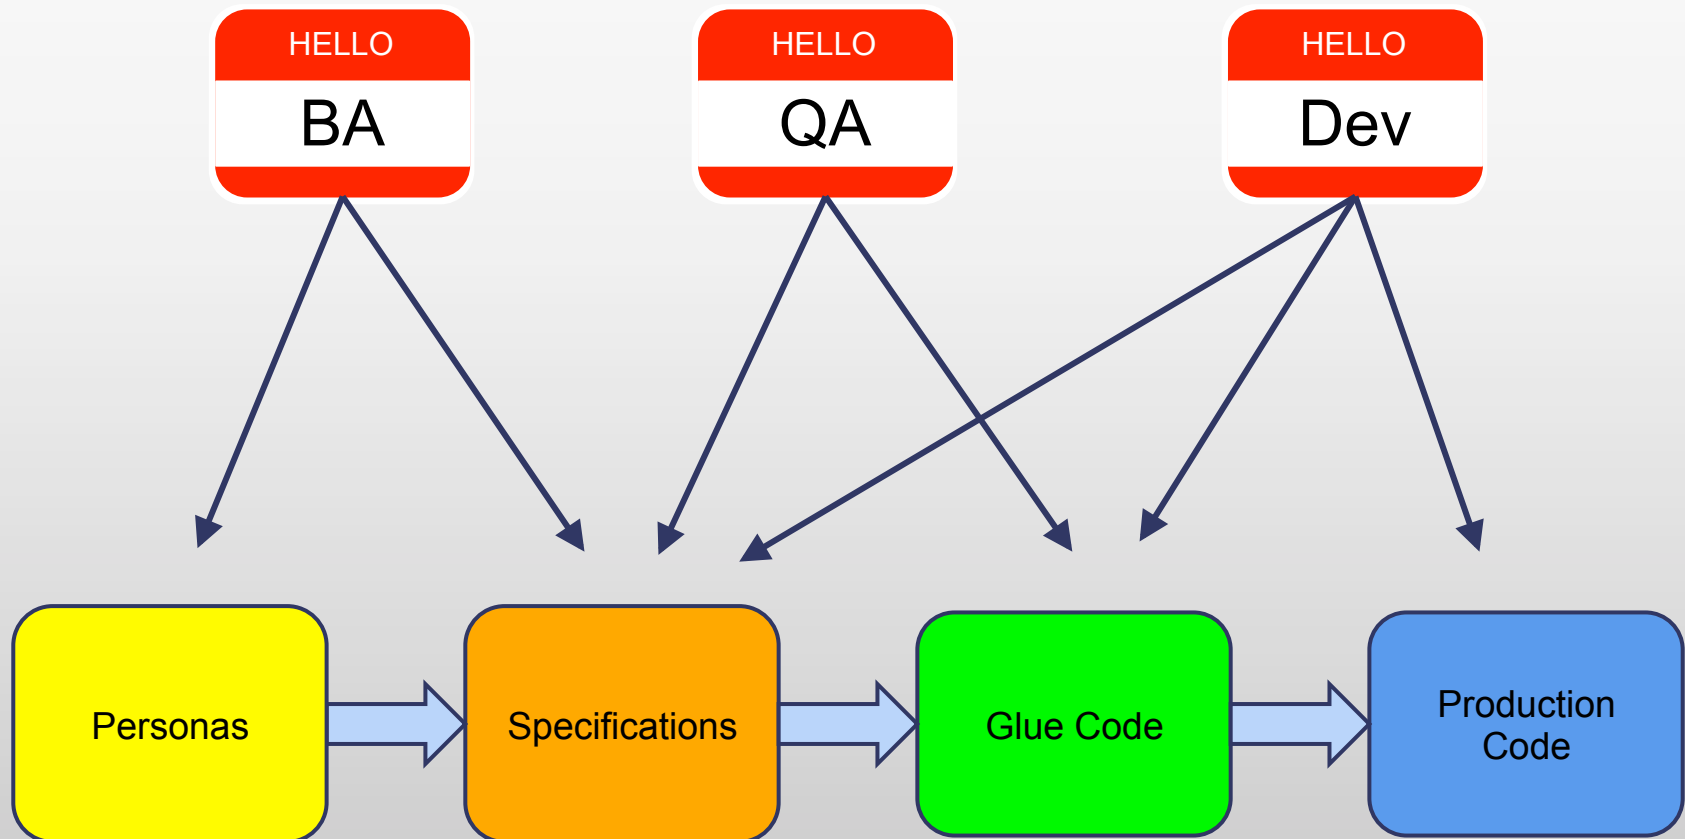 HELLO
BA
HELLO
QA
HELLO
Dev
Personas
Specifications
Glue Code
Production
Code